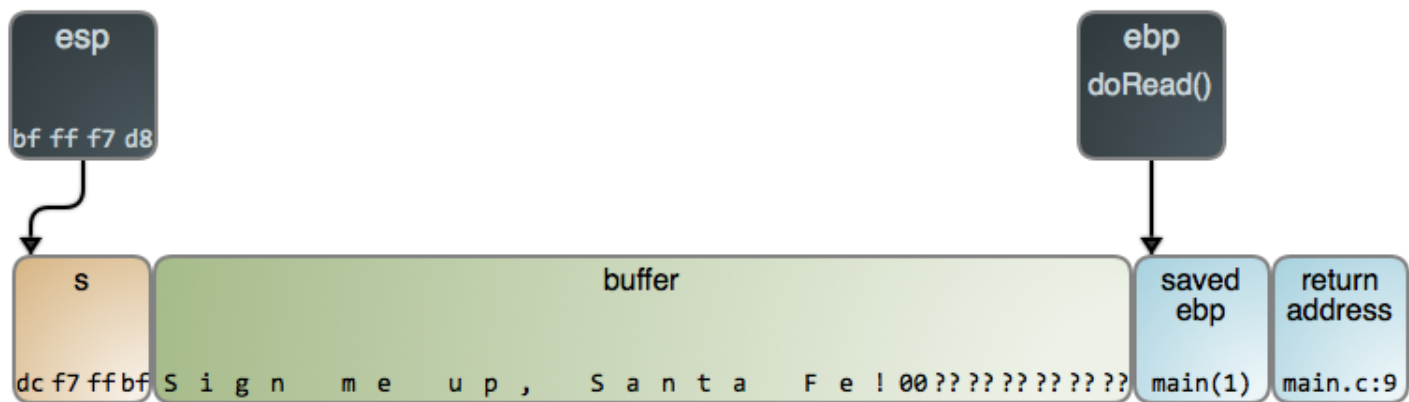 esp
bf ff f7 d8
ebp
doRead()
s
dc f7 ff bf
buffer
S i g n   m e   u p ,   S a n t a   F e ! 00 ?? ?? ?? ?? ?? ??
saved
ebp
main(1)
return
address
main.c:9